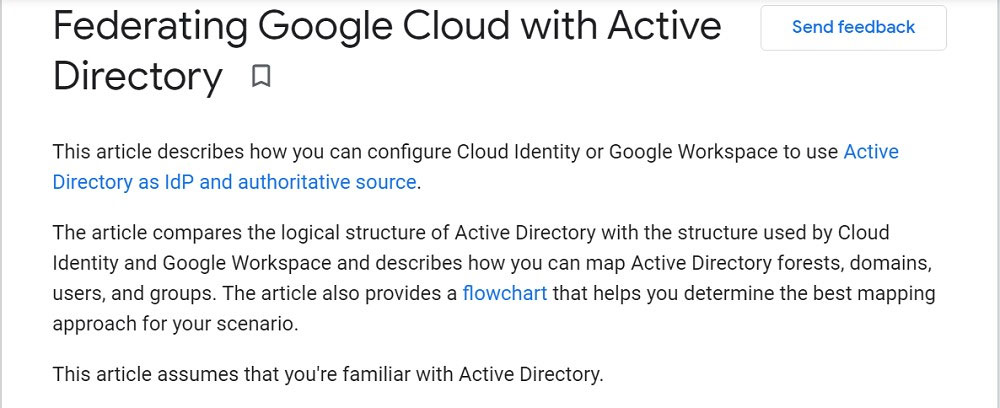 Federating Google Cloud with Active
Directory
Send feedback
This article describes how you can configure Cloud Identity or Google Workspace to use Active
Directory as IdP and authoritative source.
The article compares the logical structure of Active Directory with the structure used by Cloud
Identity and Google Workspace and describes how you can map Active Directory forests, domains,
users, and groups. The article also provides a flowchart that helps you determine the best mapping
approach for your scenario.
This article assumes that you're familiar with Active Directory.